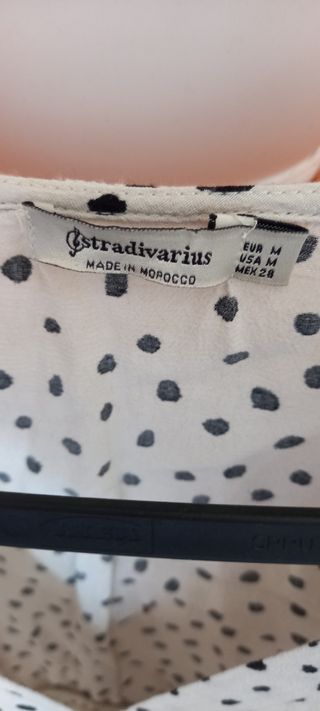 stradivarius
MADE IN MOROCCO
EUR M
USA M
MEX 28